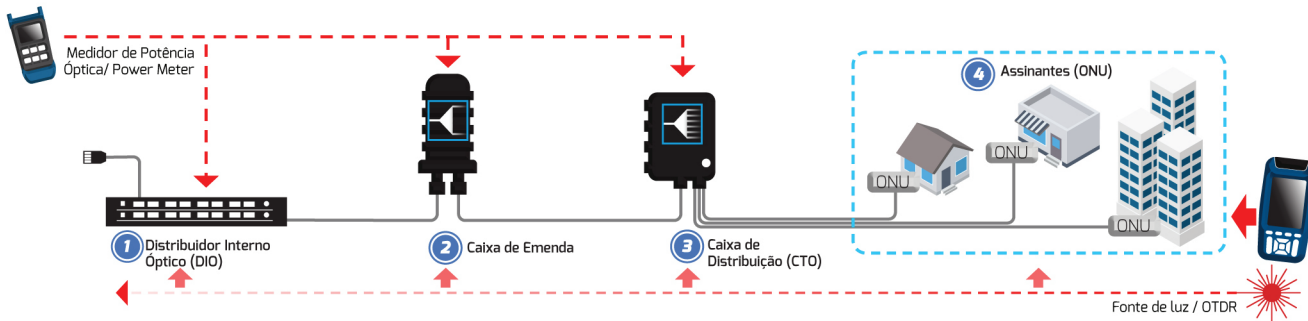 Medidor de Potência
Óptica/ Power Meter
1 Distribuidor Interno
Óptico (DIO)
2 Caixa de Emenda
3 Caixa de
Distribuição (CTO)
4 Assinantes (ONU)
ONU
ONU
ONU
Fonte de luz / OTDR